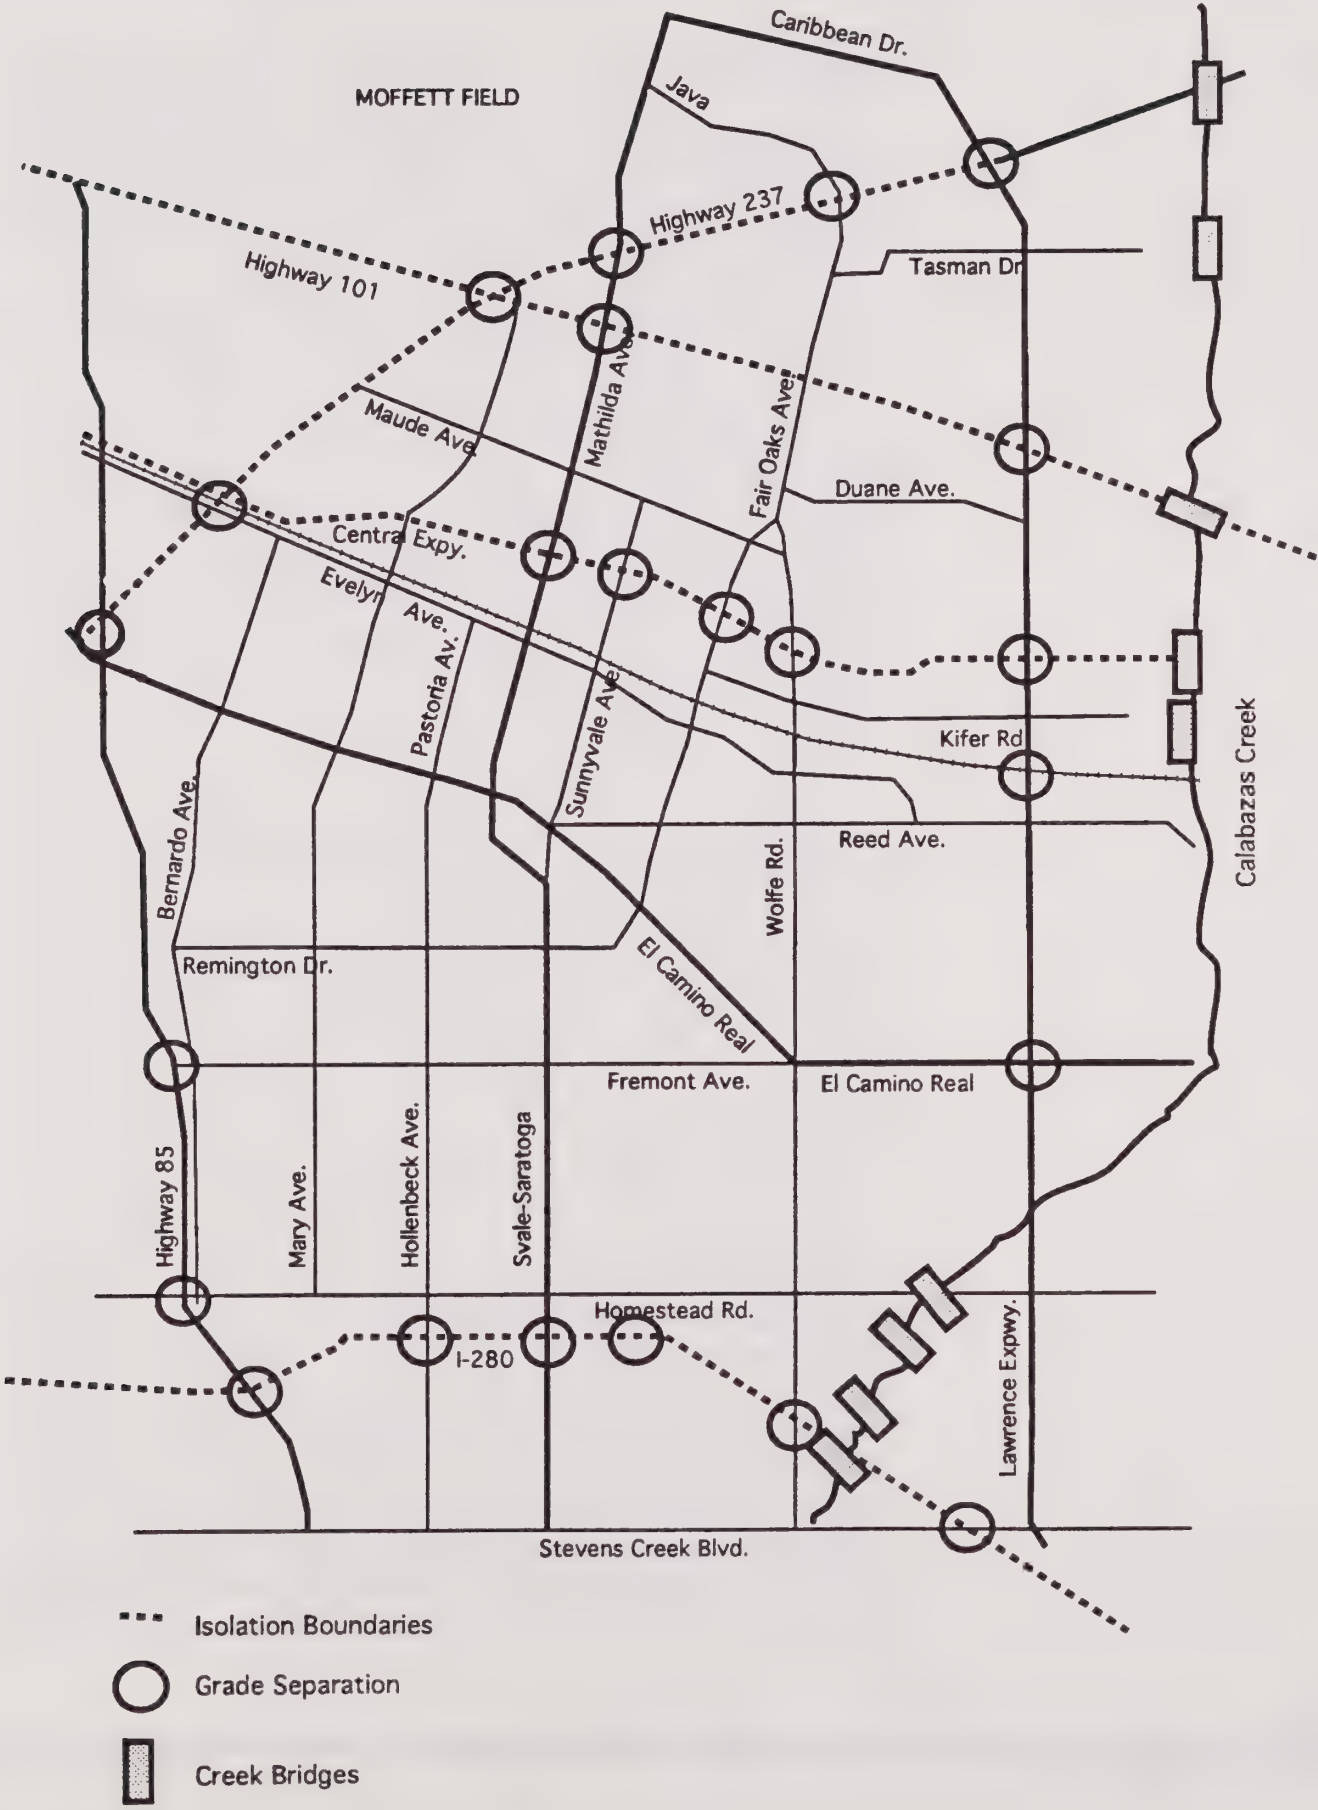 Caribbean Dr.
Java
MOFFETT FIELD
Highway 237
Highway 101
Tasman Dr
Mathilda Ave.
Maude Ave.
Fair Oaks Ave.
Duane Ave.
Central Expy.
Evelyn Ave.
Pastoria Av.
Sunnyvale Ave
Kifer Rd
Calabazas Creek
Bernardo Ave.
Reed Ave.
Wolfe Rd.
Remington Dr.
El Camino Real
Fremont Ave.
El Camino Real
Highway 85
Mary Ave.
Hollenbeck Ave.
Svale-Saratoga
Homestead Rd.
I-280
Lawrence Expwy.
Stevens Creek Blvd.
Isolation Boundaries
Grade Separation
Creek Bridges